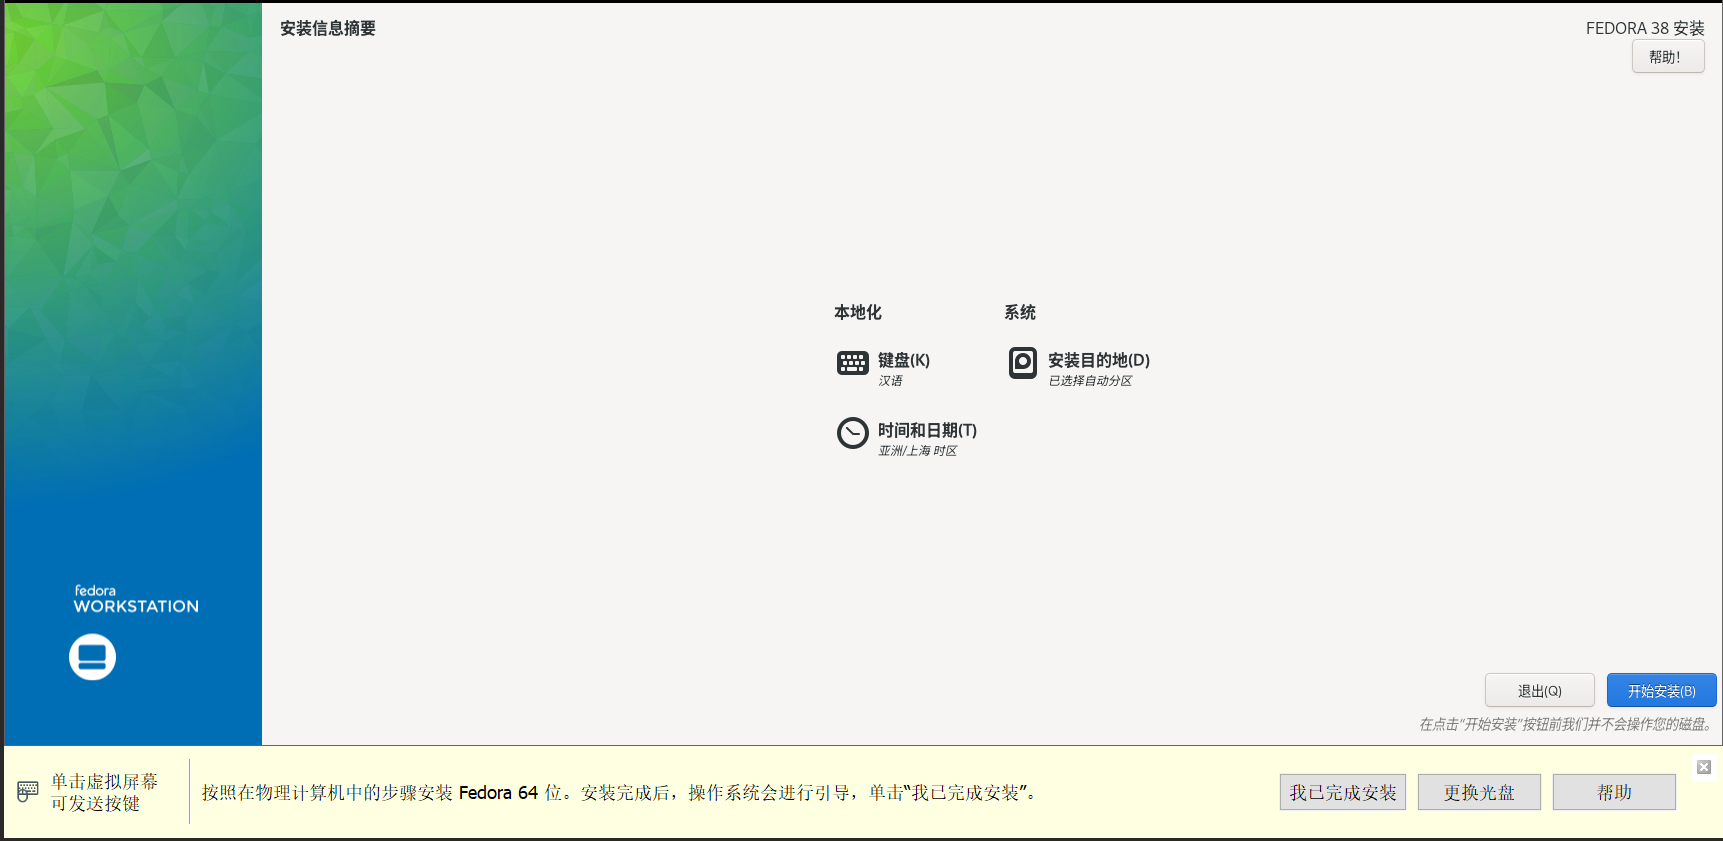 安装信息摘要
FEDORA 38 安装
帮助!
本地化
系统
键盘(K)
汉语
安装目的地(D)
已选择自动分区
时间和日期(T)
亚洲/上海 时区
fedora
WORKSTATION
退出(Q)
开始安装(B)
在点击“开始安装”按钮前我们并不会操作您的磁盘。
单击虚拟屏幕
可发送按键
按照在物理计算机中的步骤安装 Fedora 64 位。安装完成后，操作系统会进行引导，单击“我已完成安装”。
我已完成安装
更换光盘
帮助